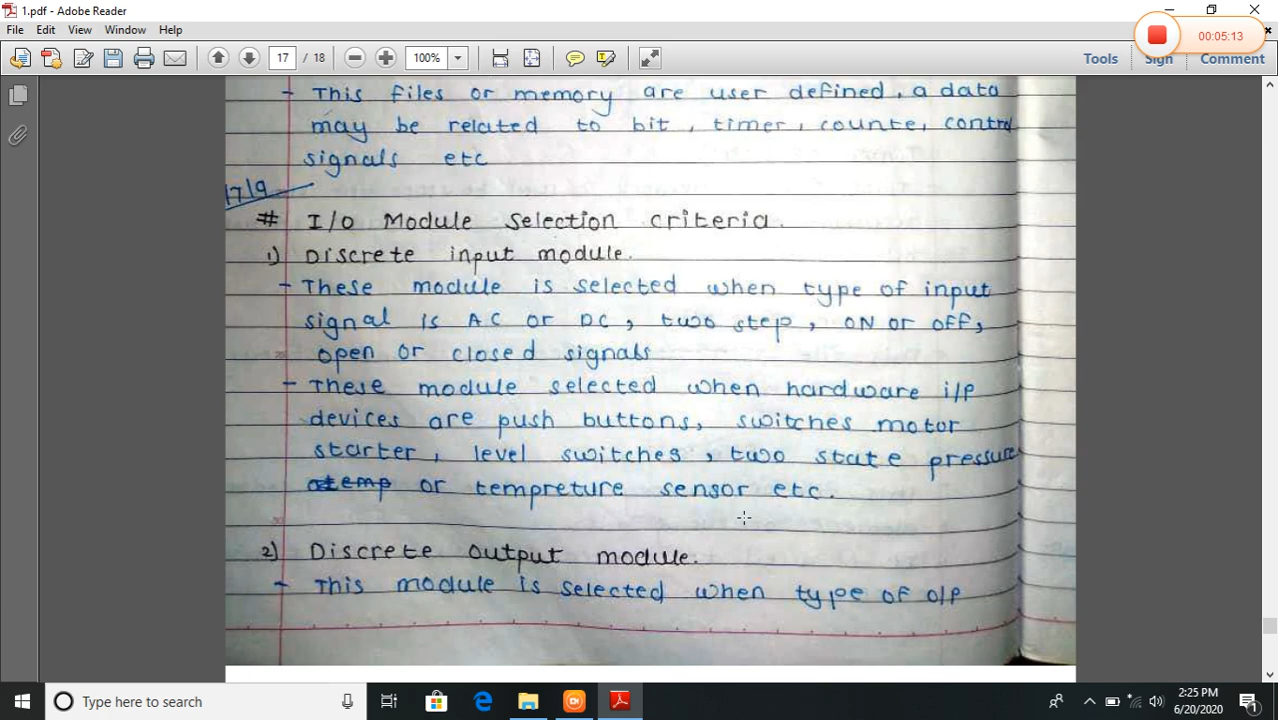 1.pdf - Adobe Reader
File Edit View Window Help
00:05:13
17 / 18 100% Tools Sign Comment
- This files or memory are user defined, a data
may be related to bit, timer, counte, control
signals etc
17/9
# I/O Module Selection criteria.
1) Discrete input module.
- These module is selected when type of input
signal is AC or DC, two step, ON or OFF,
open or closed signals
- These module selected when hardware i/p
devices are push buttons, switches motor
starter, level switches, two state pressure
or tempreture sensor etc.
2) Discrete output module.
- This module is selected when type of o/p
Type here to search
2:25 PM
6/20/2020
1